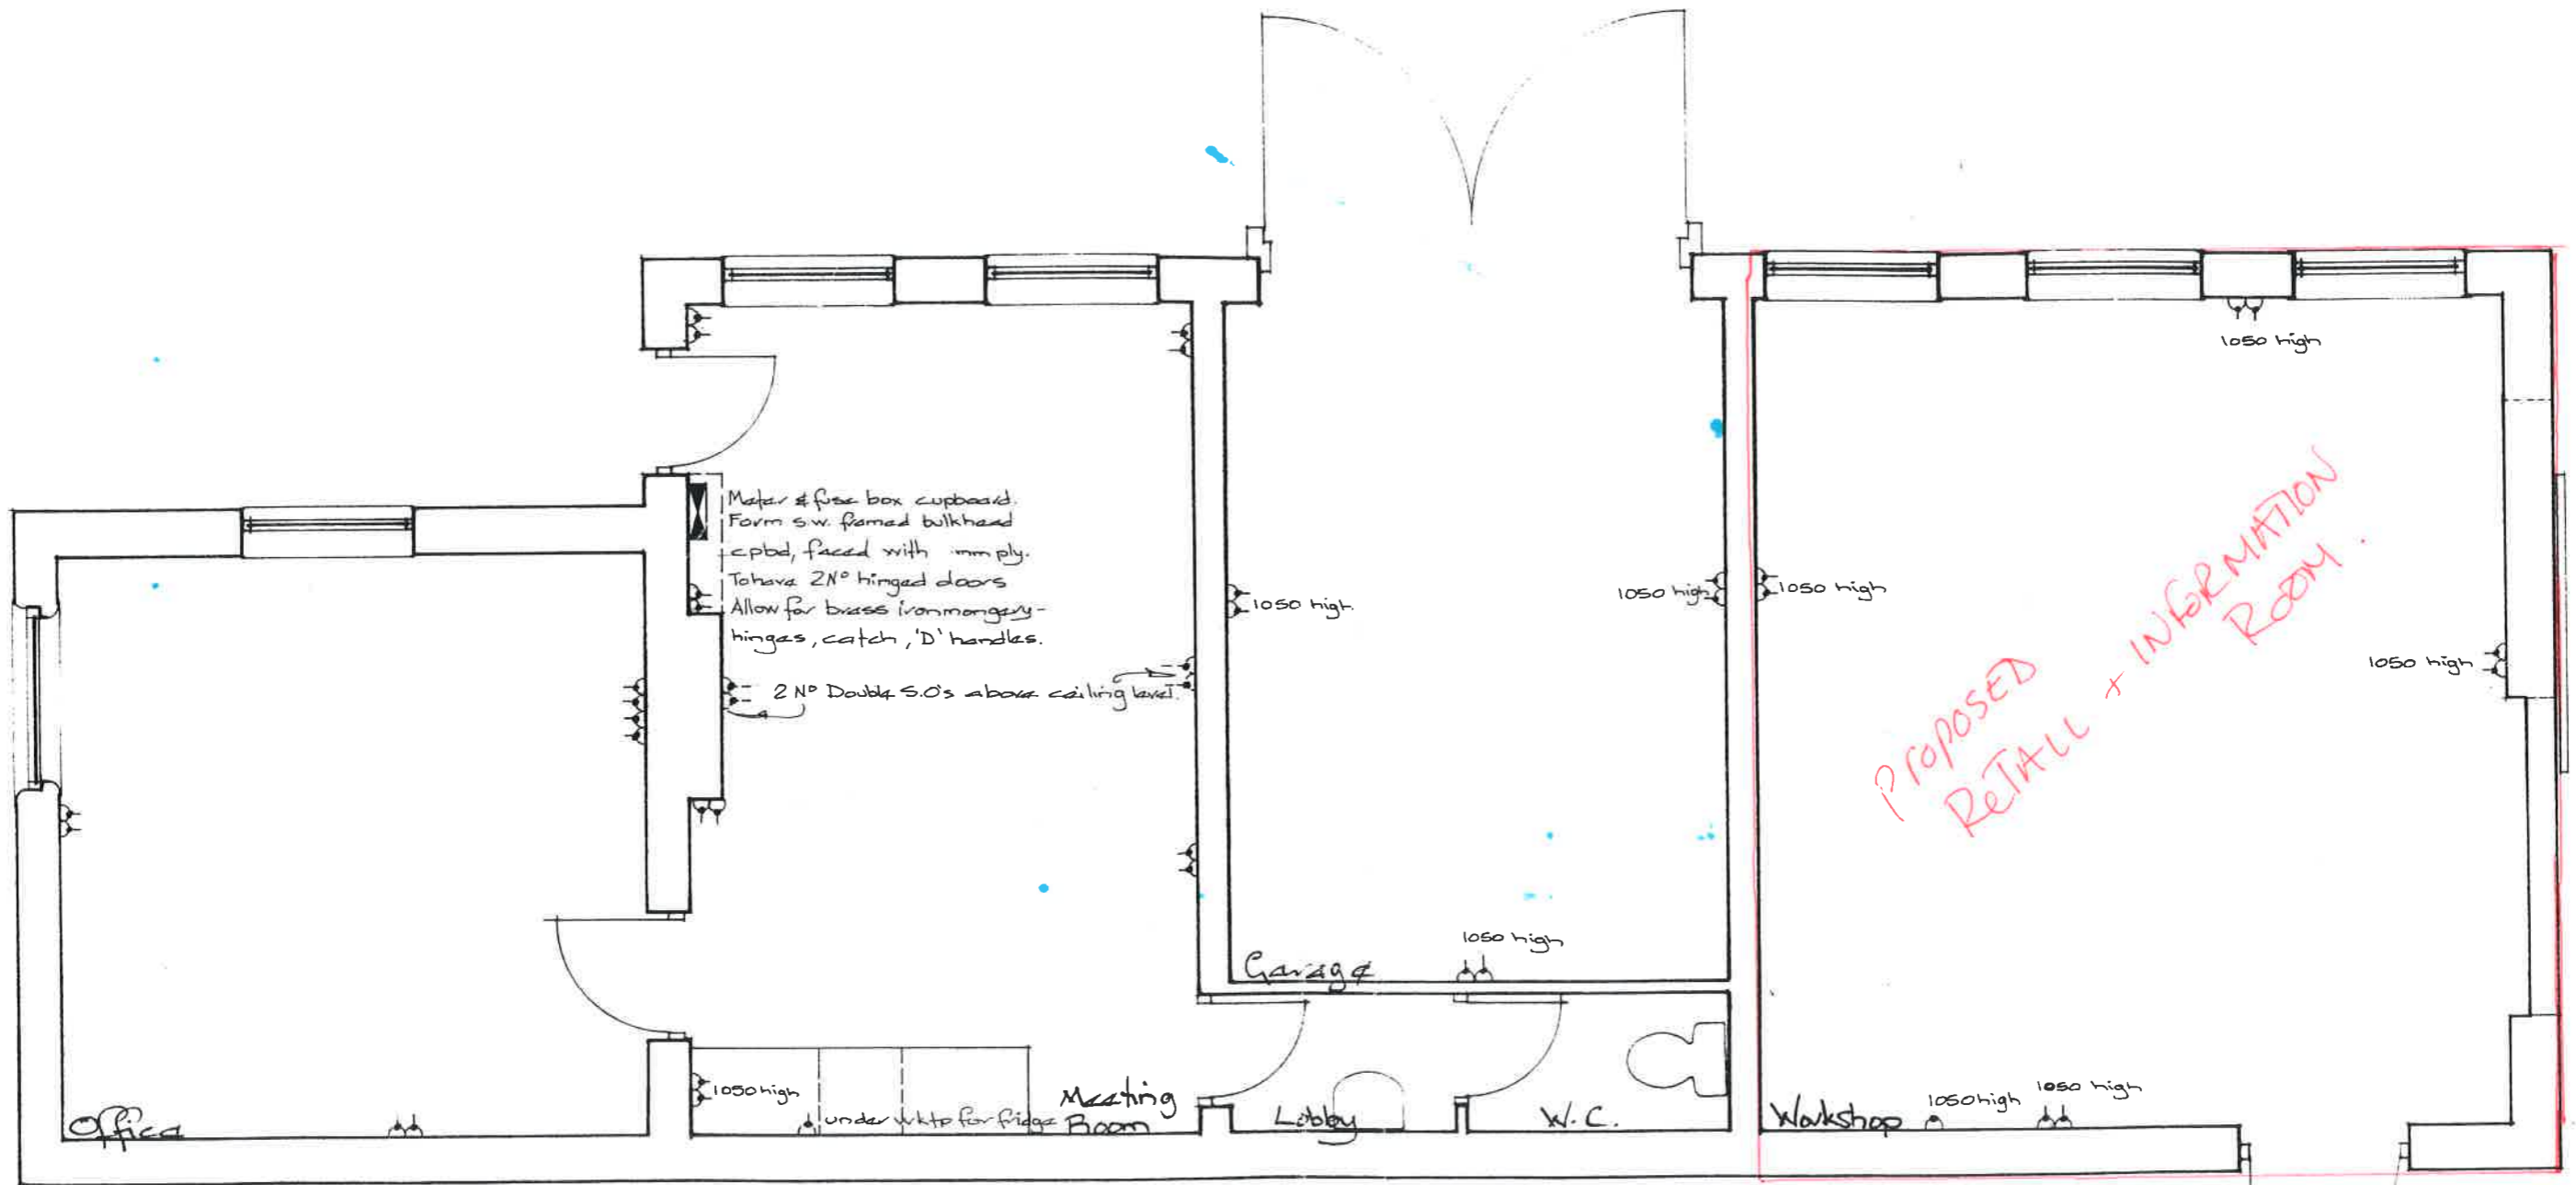 1050 high
Meter & fuse box cupboard.
Form s.w. framed bulkhead
cpbd, faced with mm ply.
To have 2Nº hinged doors
Allow for brass ironmongery-
hinges, catch, 'D' handles.
2 Nº Double S.O's above ceiling level.
1050 high.
1050 high
1050 high
1050 high
PROPOSED
RETAIL + INFORMATION
ROOM.
1050 high
Garage
1050 high
under wktp for fridge
Office
Meeting
Room
Lobby
W.C.
Workshop
1050 high
1050 high